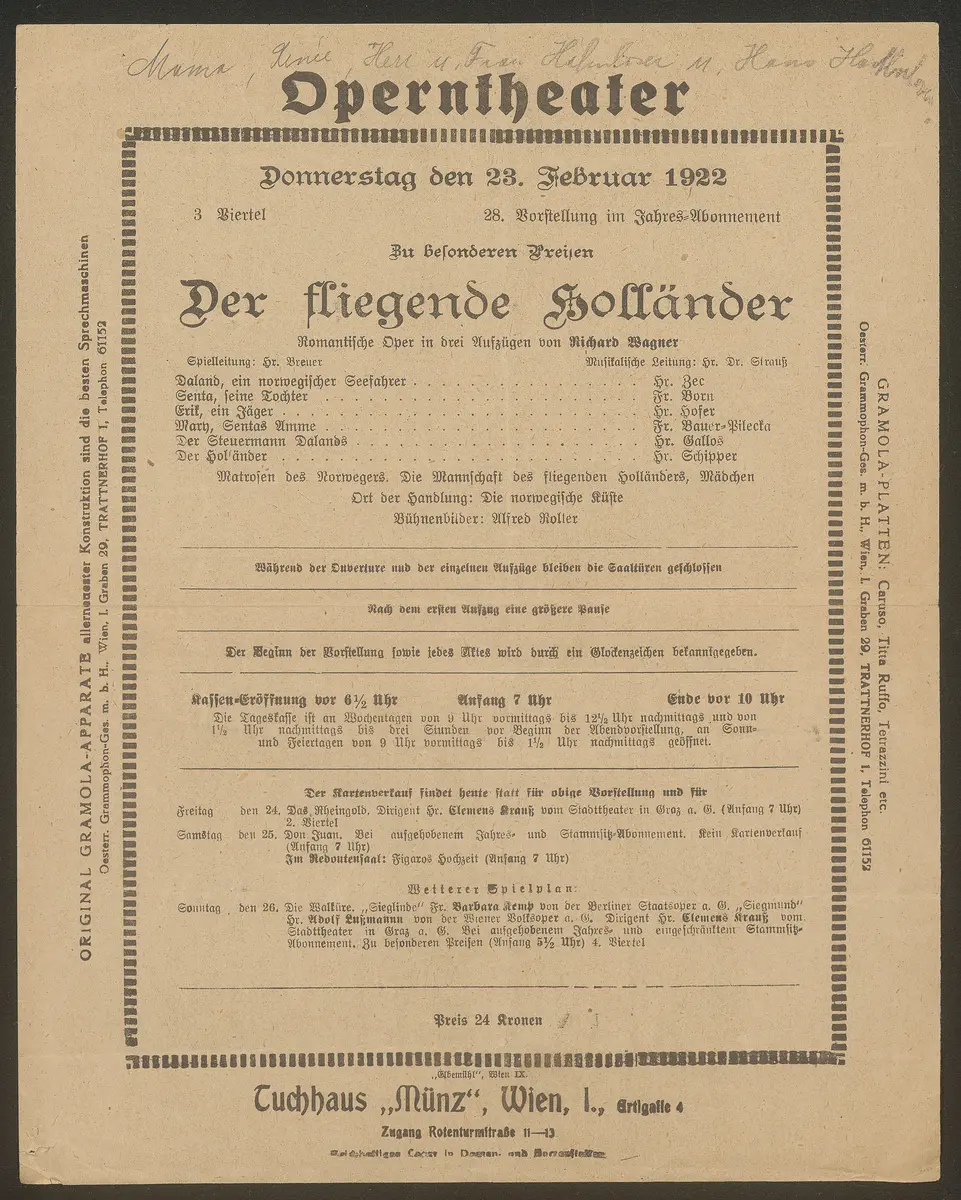 Mama, Renée, Herr u. Frau Hahnloser u. Hans
Operntheater
Donnerstag den 23. Februar 1922
3 Viertel 28. Vorstellung im Jahres-Abonnement
Zu besonderen Preisen
Der fliegende Holländer
Romantische Oper in drei Aufzügen von Richard Wagner
Spielleitung: Hr. Breuer Musikalische Leitung: Hr. Dr. Strauß
Daland, ein norwegischer Seefahrer . . . . . . . . . . . . . . . . Hr. Zec
Senta, seine Tochter . . . . . . . . . . . . . . . . . . . . . Fr. Born
Erik, ein Jäger . . . . . . . . . . . . . . . . . . . . . . . Hr. Hofer
Mary, Sentas Amme . . . . . . . . . . . . . . . . . . . . . Fr. Bauer-Pilecka
Der Steuermann Dalands . . . . . . . . . . . . . . . . . . . Hr. Gallos
Der Holländer . . . . . . . . . . . . . . . . . . . . . . . . Hr. Schipper
Matrosen des Norwegers. Die Mannschaft des fliegenden Holländers, Mädchen
Ort der Handlung: Die norwegische Küste
Bühnenbilder: Alfred Roller
Während der Ouverture nud der einzelnen Aufzüge bleiben die Saaltüren geschlossen
Nach dem ersten Aufzug eine größere Pause
Der Beginn der Vorstellung sowie jedes Aktes wird durch ein Glockenzeichen bekanntgegeben.
Kassen-Eröffnung vor 6½ Uhr Anfang 7 Uhr Ende vor 10 Uhr
Die Tageskasse ist an Wochentagen von 9 Uhr vormittags bis 12½ Uhr nachmittags und von
1½ Uhr nachmittags bis drei Stunden vor Beginn der Abendvorstellung, an Sonn-
und Feiertagen von 9 Uhr vormittags bis 1½ Uhr nachmittags geöffnet.
Der Kartenverkauf findet heute statt für obige Vorstellung und für
Freitag den 24. Das Rheingold. Dirigent Hr. Clemens Krauß vom Stadttheater in Graz a. G. (Anfang 7 Uhr)
2. Viertel
Samstag den 25. Don Juan. Bei aufgehobenem Jahres- und Stammsitz-Abonnement. Kein Kartenverkauf
(Anfang 7 Uhr)
Im Redoutensaal: Figaros Hochzeit (Anfang 7 Uhr)
Weiterer Spielplan:
Sonntag den 26. Die Walküre. „Sieglinde“ Fr. Barbara Kemp von der Berliner Staatsoper a. G. „Siegmund“
Hr. Adolf Lußmann von der Wiener Volksoper a. G. Dirigent Hr. Clemens Krauß vom
Stadttheater in Graz a. G. Bei aufgehobenem Jahres- und eingeschränktem Stammsitz-
Abonnement. Zu besonderen Preisen (Anfang 5½ Uhr) 4. Viertel
Preis 24 Kronen
„Elbemühl“, Wien IX.
Tuchhaus „Münz“, Wien, I., Ertlgasse 4
Zugang Rotenturmstraße 11—13
Reichhaltiges Lager in Damen- und Herrenstoffen
ORIGINAL GRAMOLA-APPARATE allerneuester Konstruktion sind die besten Sprechmaschinen
Oesterr. Grammophon-Ges. m. b. H., Wien, I. Graben 29, TRATTNERHOF 1, Telephon 61152
GRAMOLA-PLATTEN: Caruso, Titta Ruffo, Tetrazzini etc.
Oesterr. Grammophon-Ges. m. b. H., Wien, I. Graben 29, TRATTNERHOF 1, Telephon 61152